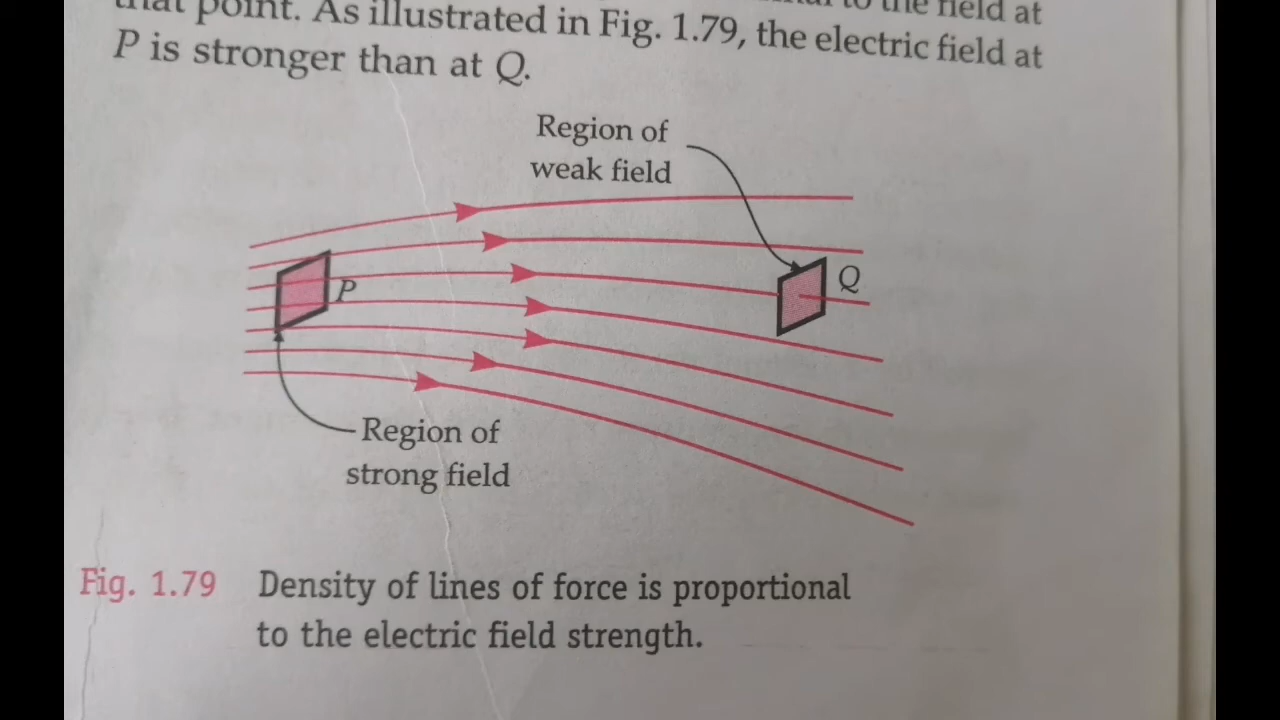 that point. As illustrated in Fig. 1.79, the electric field at
P is stronger than at Q.
Region of
weak field
P
Q
Region of
strong field
Fig. 1.79 Density of lines of force is proportional
to the electric field strength.